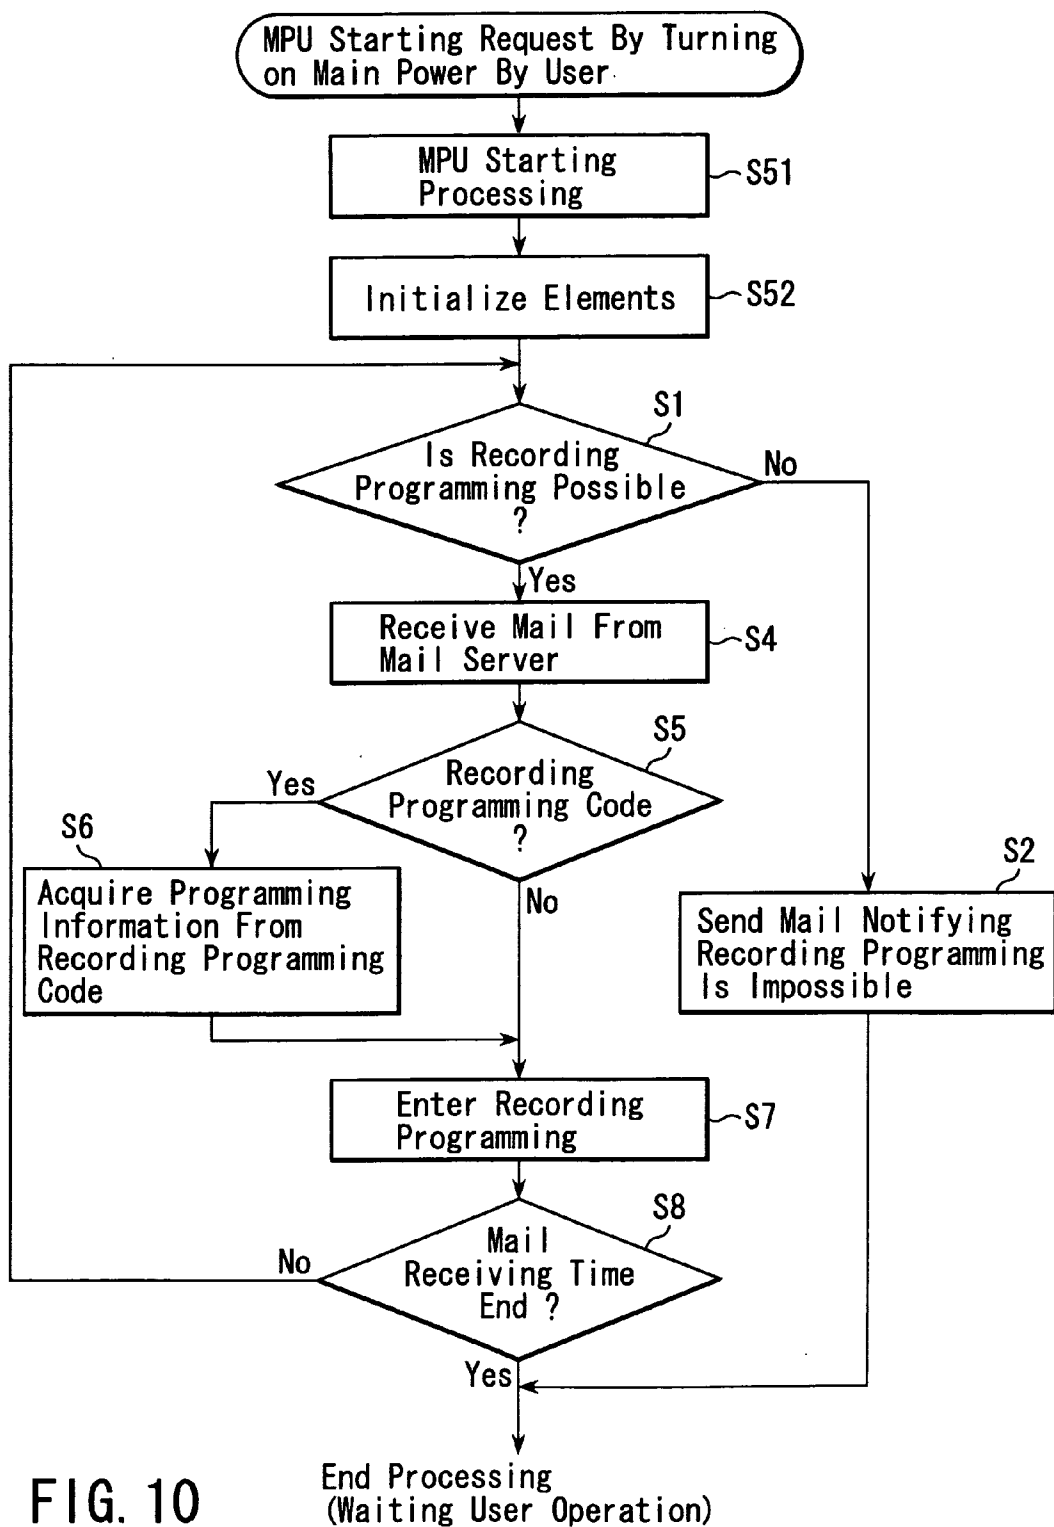 MPU Starting Request By Turning
on Main Power By User
MPU Starting
Processing
S51
Initialize Elements
S52
S1
Is Recording
Programming Possible
?
No
Yes
Receive Mail From
Mail Server
S4
S5
Recording
Programming Code
?
Yes
No
S6
Acquire Programming
Information From
Recording Programming
Code
S2
Send Mail Notifying
Recording Programming
Is Impossible
Enter Recording
Programming
S7
S8
Mail
Receiving Time
End ?
No
Yes
End Processing
(Waiting User Operation)
FIG. 10